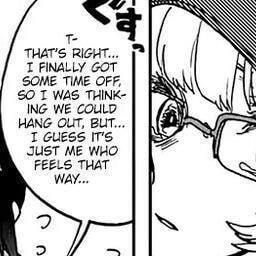 T-
THAT'S RIGHT...
I FINALLY GOT
SOME TIME OFF,
SO I WAS THINK-
ING WE COULD
HANG OUT, BUT...
I GUESS IT'S
JUST ME WHO
FEELS THAT
WAY...